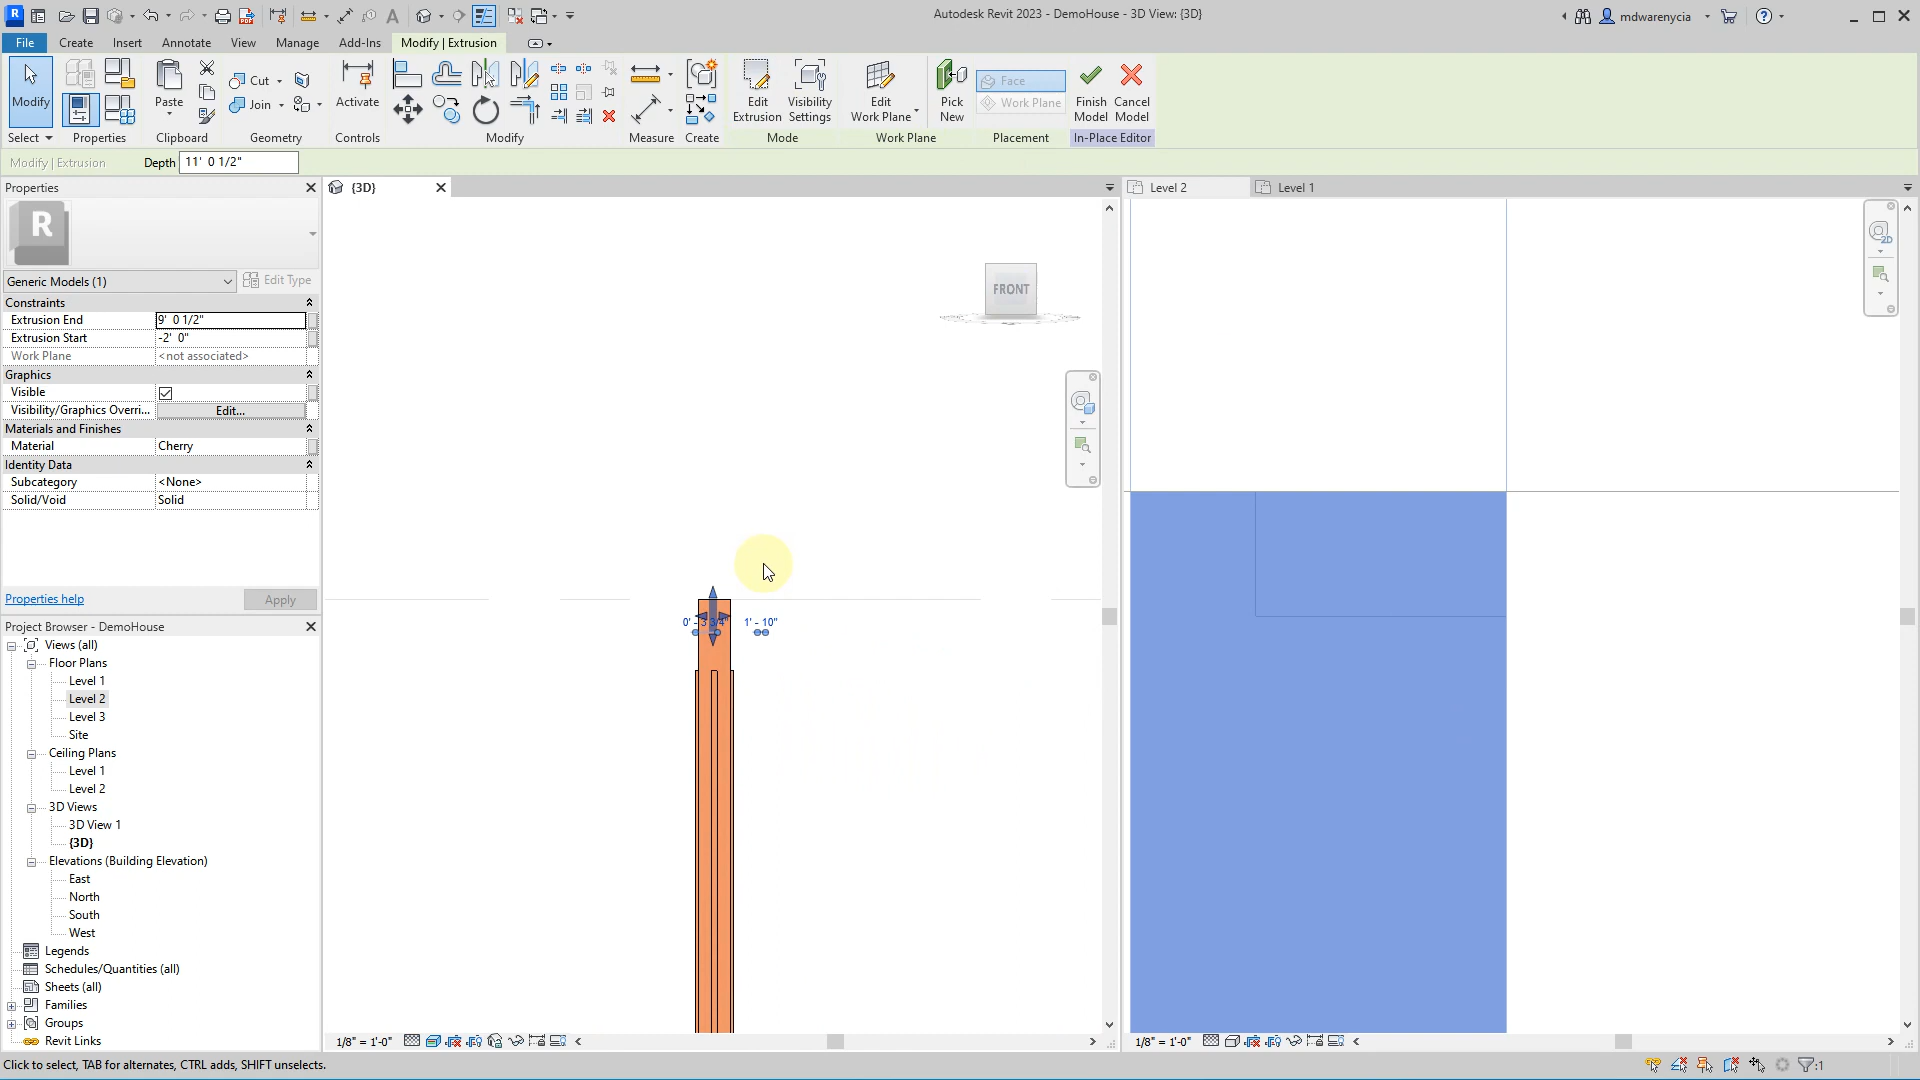 Autodesk Revit 2023 - DemoHouse - 3D View: {3D}
mdwarenycia
File
Create
Insert
Annotate
Collaborate
View
Manage
Add-Ins
Modify | Extrusion
Modify
Paste
Cut
Join
Activate
Edit Extrusion
Visibility Settings
Edit Work Plane
Pick New
Face
Work Plane
Finish Model
Cancel Model
Select
Properties
Clipboard
Geometry
Controls
Modify
Measure
Create
Mode
Work Plane
Placement
In-Place Editor
Modify | Extrusion
Depth 11' 0 1/2"
Properties
{3D}
Level 2
Level 1
R
Generic Models (1)
Edit Type
Constraints
Extrusion End 9' 0 1/2"
Extrusion Start -2' 0"
Work Plane <not associated>
Graphics
Visible
Visibility/Graphics Overri... Edit...
Materials and Finishes
Material Cherry
Identity Data
Subcategory <None>
Solid/Void Solid
Properties help
Apply
FRONT
2D
0' - 3 3/4"
1' - 10"
Project Browser - DemoHouse
Views (all)
Floor Plans
Level 1
Level 2
Level 3
Site
Ceiling Plans
Level 1
Level 2
3D Views
3D View 1
{3D}
Elevations (Building Elevation)
East
North
South
West
Legends
Schedules/Quantities (all)
Sheets (all)
Families
Groups
Revit Links
1/8" = 1'-0"
1/8" = 1'-0"
Click to select, TAB for alternates, CTRL adds, SHIFT unselects.
:1